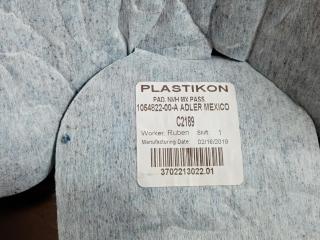 PLASTIKON
PAD, NVH MX PASS
1054822-00-A ADLER MEXICO
C2189
Worker: Ruben Shift: 1
Manufacturing Date: 02/16/2019
3702213022.01